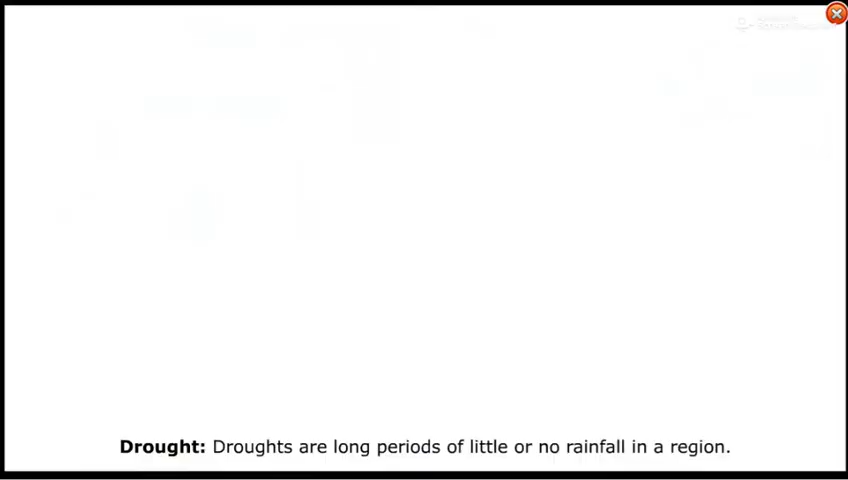 Drought: Droughts are long periods of little or no rainfall in a region.